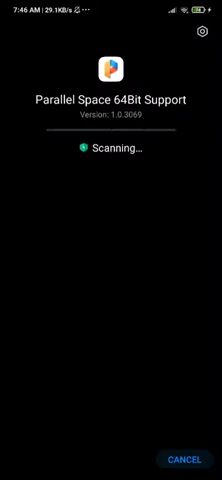 7:46 AM | 29.1KB/s
Parallel Space 64Bit Support
Version: 1.0.3069
Scanning...
CANCEL